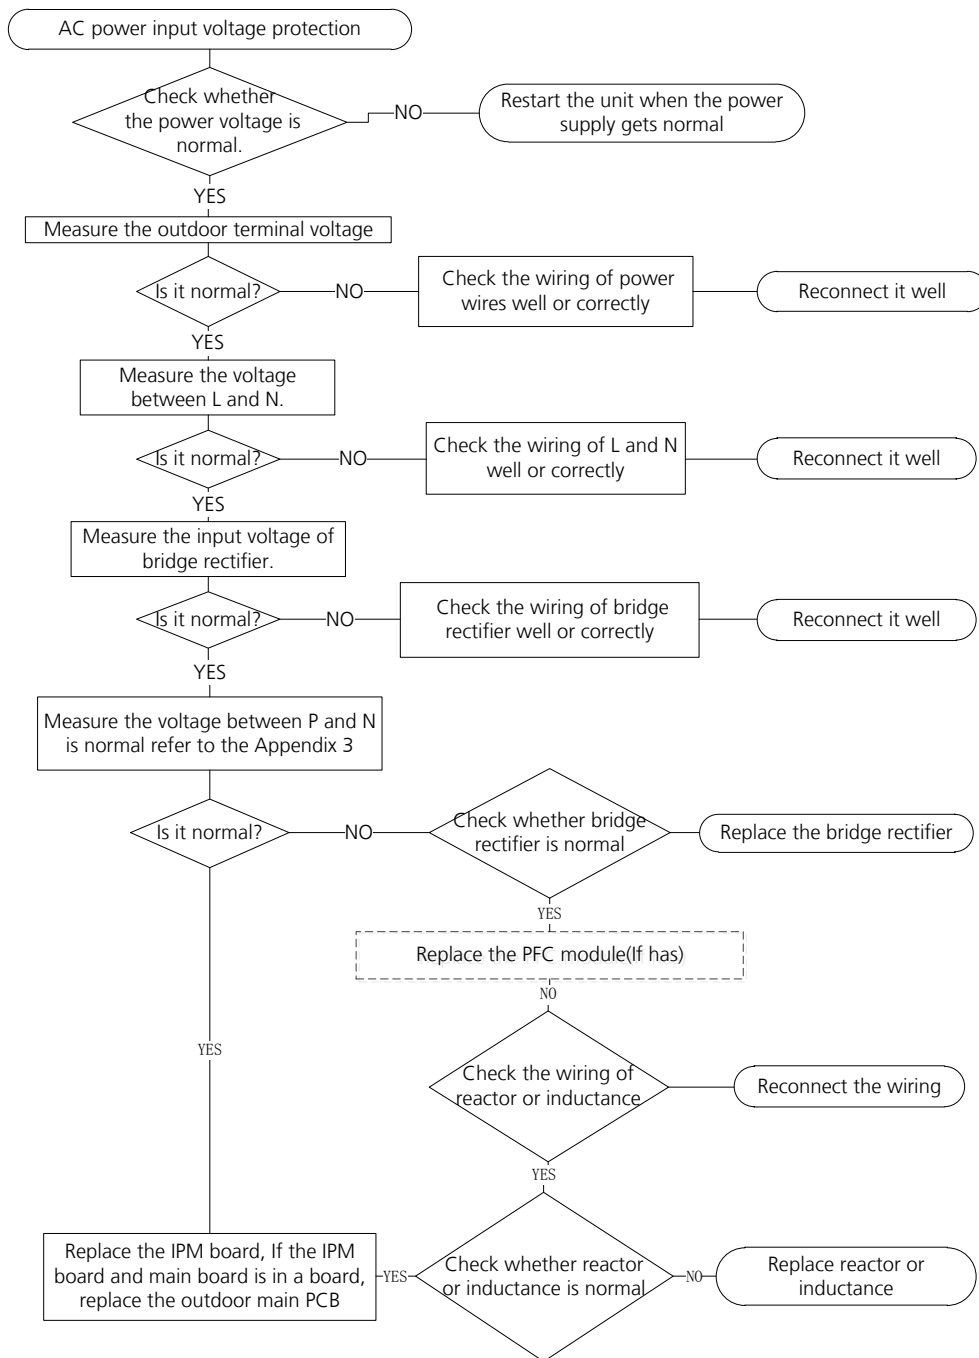 AC power input voltage protection
Check whether
the power voltage is
normal.
NO
Restart the unit when the power
supply gets normal
YES
Measure the outdoor terminal voltage
Is it normal?
NO
Check the wiring of power
wires well or correctly
Reconnect it well
YES
Measure the voltage
between L and N.
Is it normal?
NO
Check the wiring of L and N
well or correctly
Reconnect it well
YES
Measure the input voltage of
bridge rectifier.
Is it normal?
NO
Check the wiring of bridge
rectifier well or correctly
Reconnect it well
YES
Measure the voltage between P and N
is normal refer to the Appendix 3
Is it normal?
NO
Check whether bridge
rectifier is normal
Replace the bridge rectifier
YES
Replace the PFC module(If has)
NO
YES
Check the wiring of
reactor or inductance
Reconnect the wiring
YES
Replace the IPM board, If the IPM
board and main board is in a board,
replace the outdoor main PCB
YES
Check whether reactor
or inductance is normal
NO
Replace reactor or
inductance